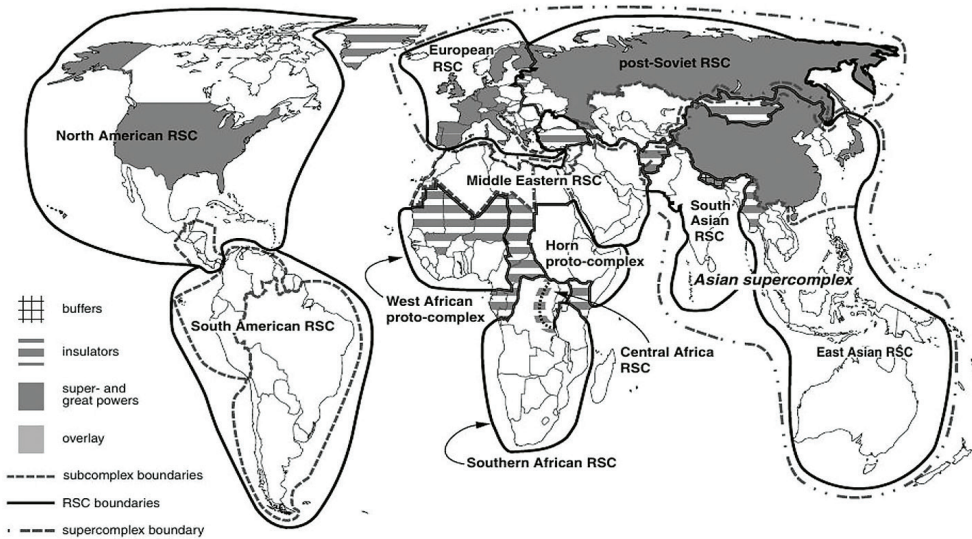 European
RSC
post-Soviet RSC
North American RSC
Middle Eastern RSC
South
Asian
RSC
Horn
proto-complex
Asian supercomplex
West African
proto-complex
South American RSC
Central Africa
RSC
East Asian RSC
Southern African RSC
buffers
insulators
super- and
great powers
overlay
subcomplex boundaries
RSC boundaries
supercomplex boundary